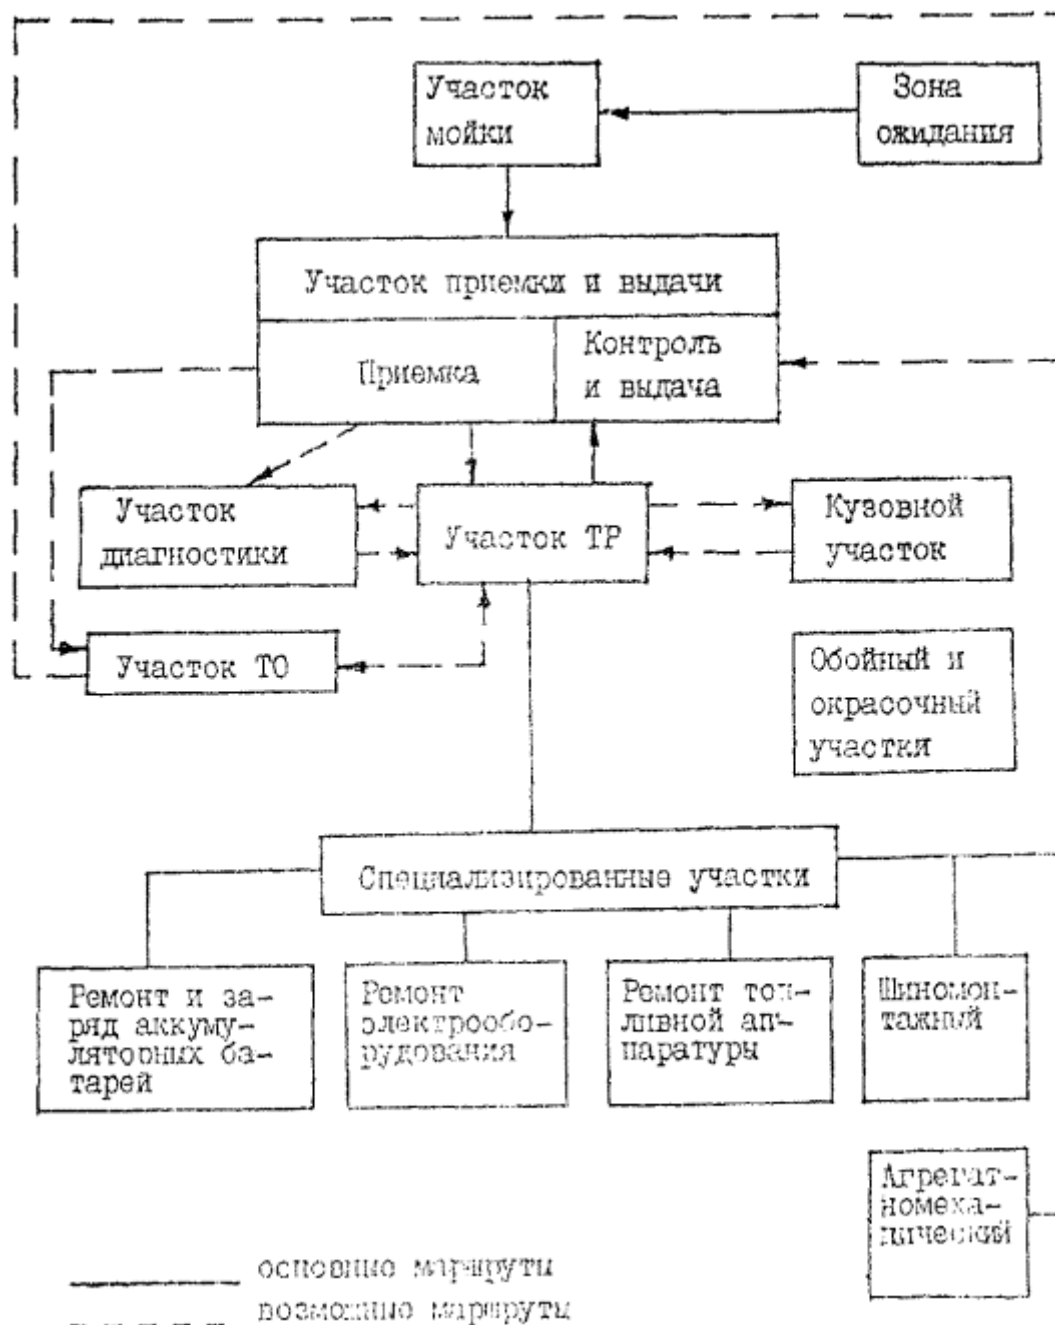 Участок
мойки
Зона
ожидания
Участок приемки и выдачи
Приемка
Контроль
и выдача
Участок
диагностики
Участок ТР
Кузовной
участок
Участок ТО
Обойный и
окрасочный
участки
Специализированные участки
Ремонт и за-
ряд аккуму-
ляторных ба-
тарей
Ремонт
электрообо-
рудования
Ремонт топ-
ливной ап-
паратуры
Шиномон-
тажный
Агрегат-
номеха-
нический
основные маршруты
возможные маршруты